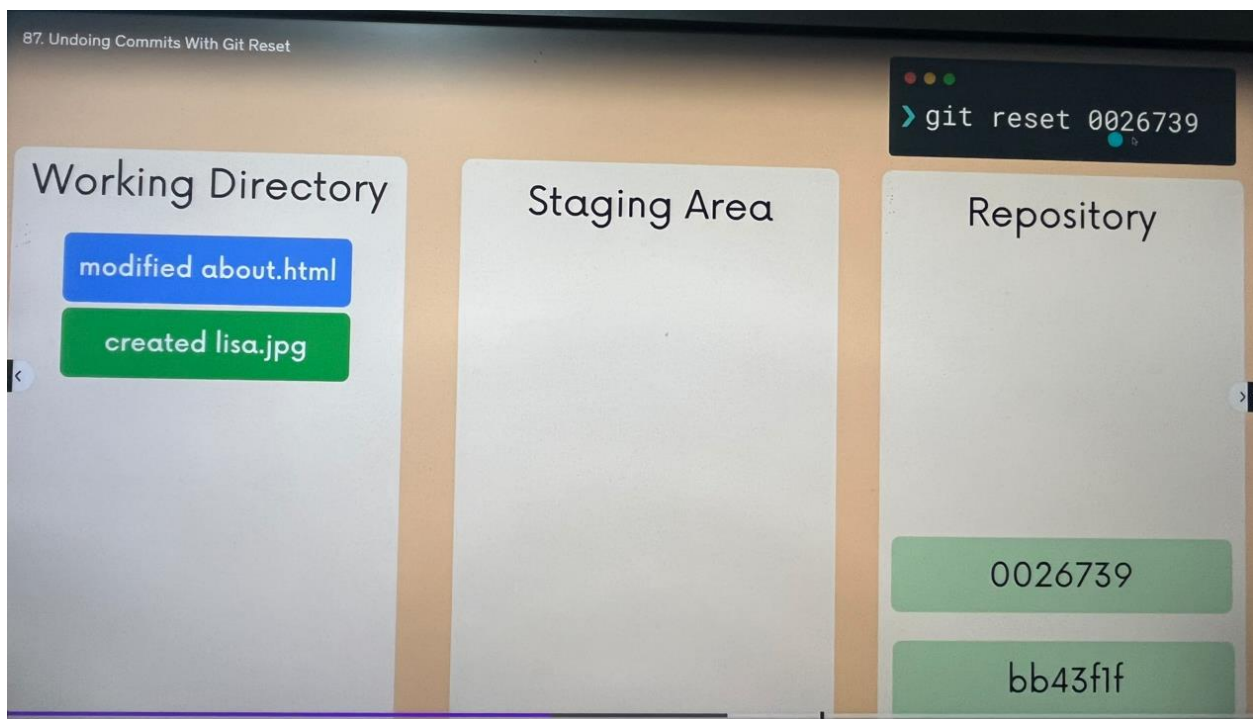 87. Undoing Commits With Git Reset
❯ git reset 0026739
Working Directory
modified about.html
created lisa.jpg
Staging Area
Repository
0026739
bb43f1f